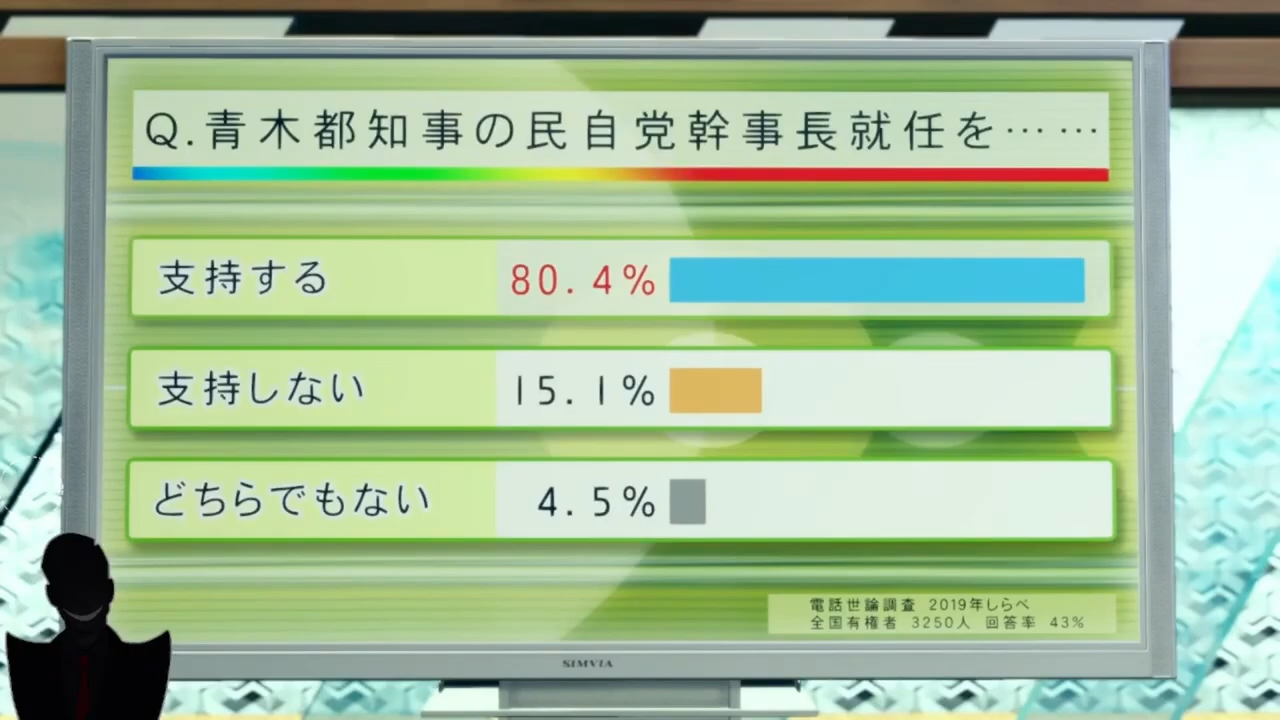 Q.青木都知事の民自党幹事長就任を……
支持する 80.4%
支持しない 15.1%
どちらでもない 4.5%
電話世論調査 2019年しらべ
全国有権者 3250人 回答率 43%
SIMVIA